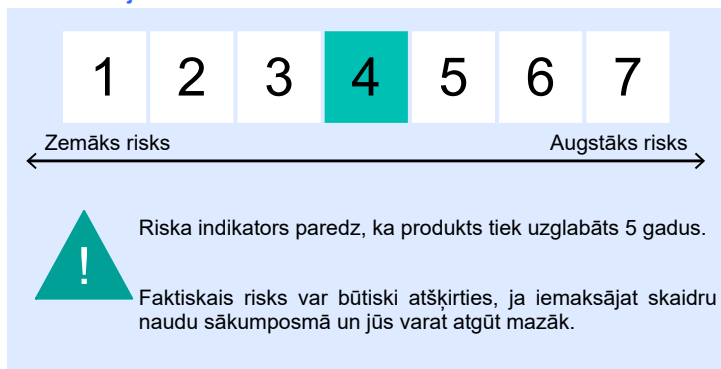 1 2 3 4 5 6 7
Zemāks risks Augstāks risks
! Riska indikators paredz, ka produkts tiek uzglabāts 5 gadus.
Faktiskais risks var būtiski atšķirties, ja iemaksājat skaidru
naudu sākumposmā un jūs varat atgūt mazāk.